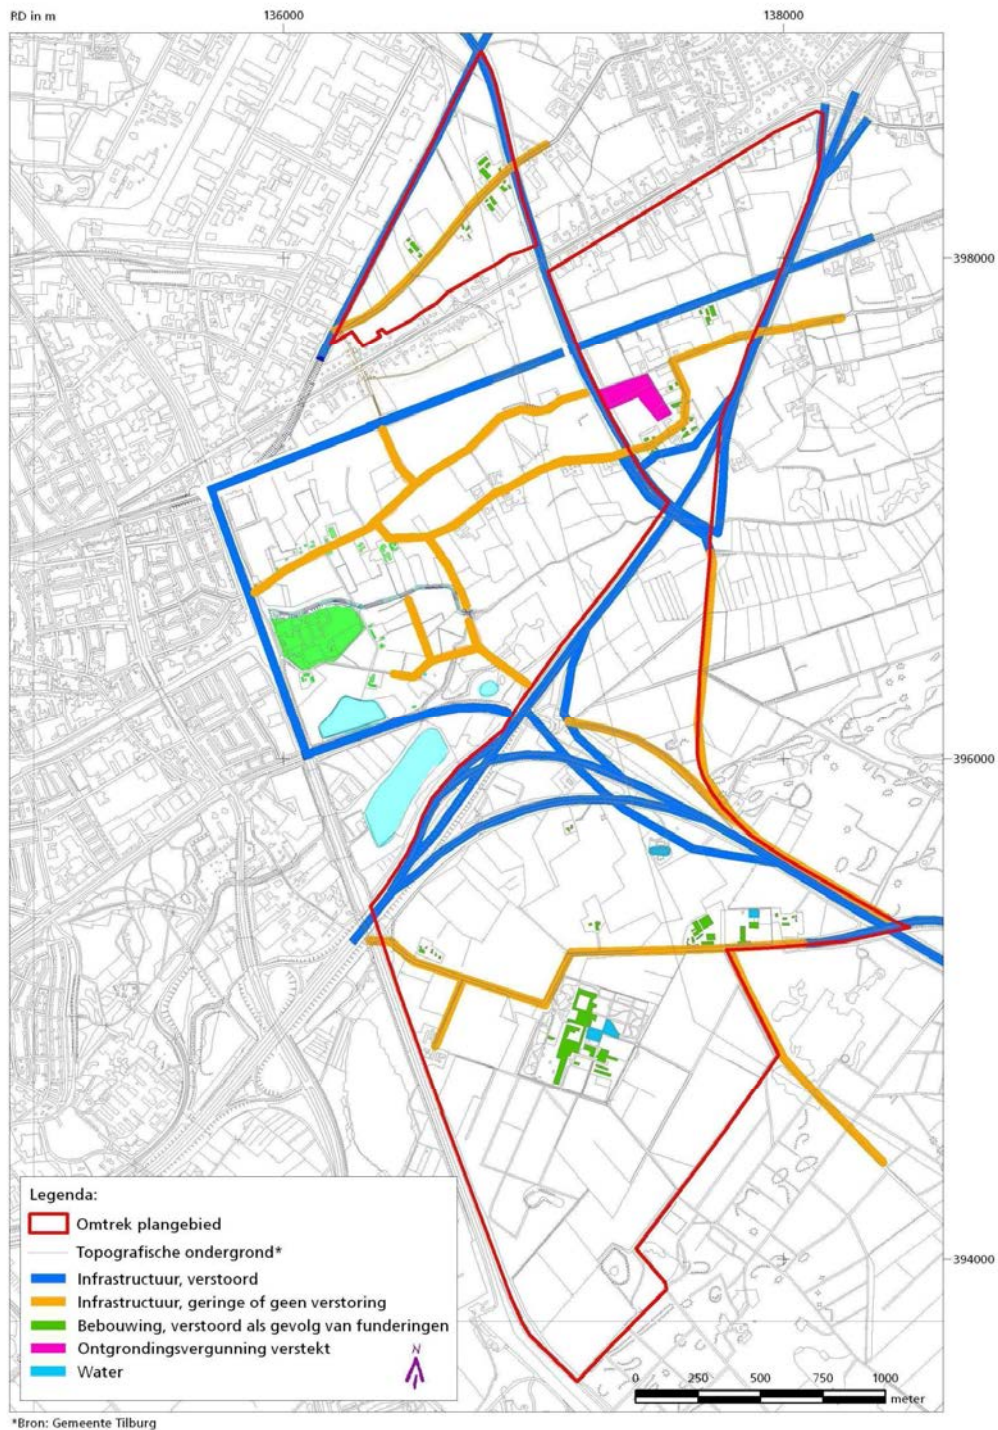 RD in m
136000
138000
398000
396000
394000
Legenda:
Omtrek plangebied
Topografische ondergrond*
Infrastructuur, verstoord
Infrastructuur, geringe of geen verstoring
Bebouwing, verstoord als gevolg van funderingen
Ontgrondingsvergunning verstekt
Water
N
0 250 500 750 1000
meter
*Bron: Gemeente Tilburg